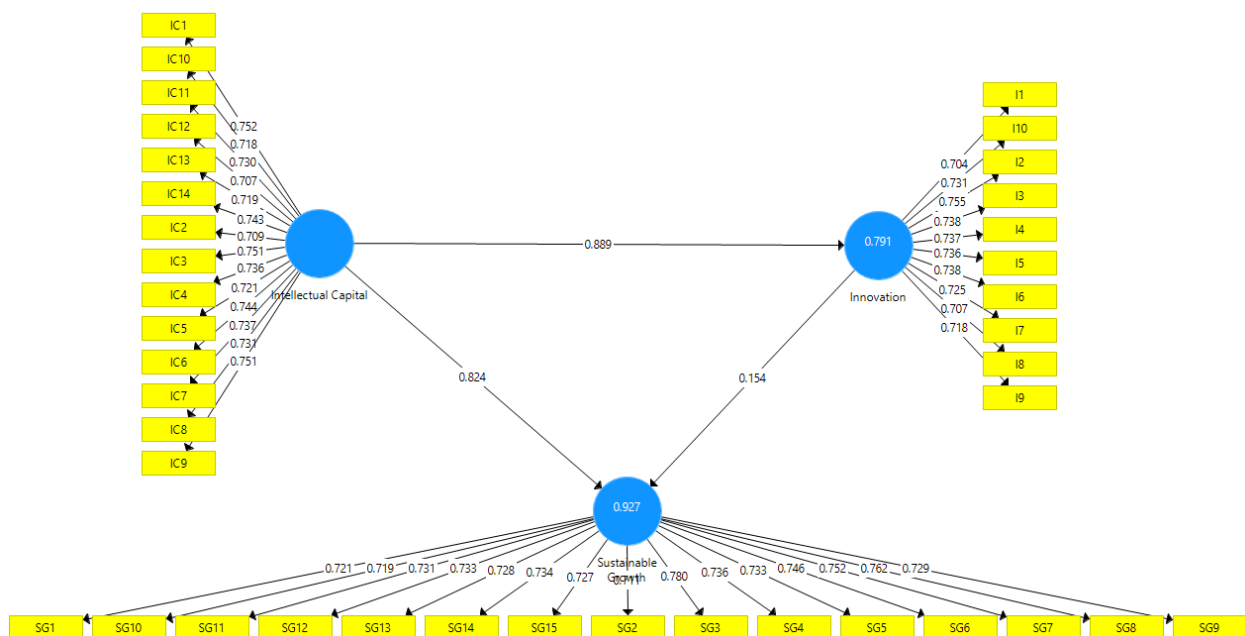 IC1
IC10
IC11
IC12
IC13
IC14
IC2
IC3
IC4
IC5
IC6
IC7
IC8
IC9
0.752
0.718
0.730
0.707
0.719
0.743
0.709
0.751
0.736
0.721
0.744
0.737
0.731
0.751
Intellectual Capital
0.889
0.824
0.154
0.791
Innovation
0.704
0.731
0.755
0.738
0.737
0.736
0.738
0.725
0.707
0.718
I1
I10
I2
I3
I4
I5
I6
I7
I8
I9
0.927
Sustainable
Growth
0.721 0.719 0.731 0.733 0.728 0.734 0.727 0.711 0.780 0.736 0.733 0.746 0.752 0.762 0.729
SG1 SG10 SG11 SG12 SG13 SG14 SG15 SG2 SG3 SG4 SG5 SG6 SG7 SG8 SG9